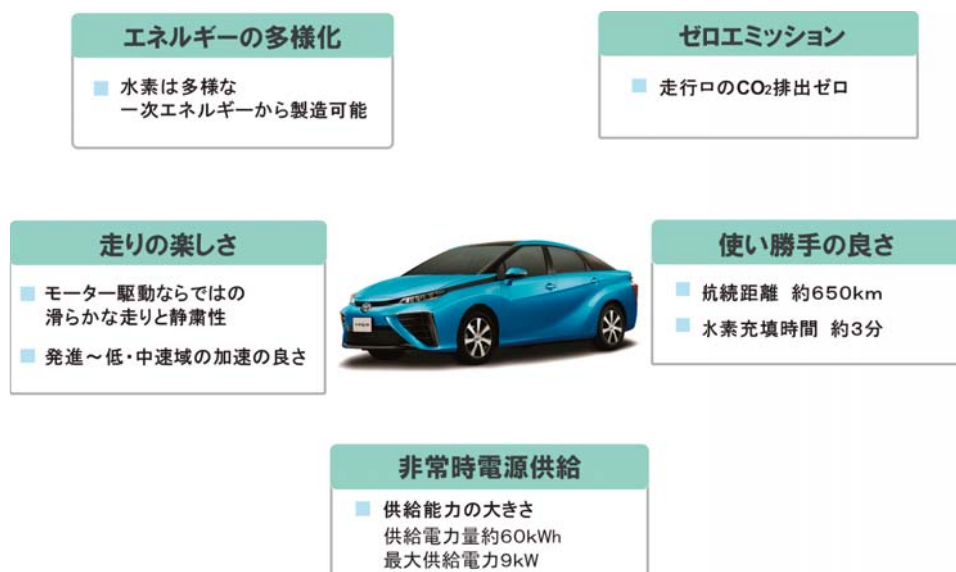 エネルギーの多様化
水素は多様な
一次エネルギーから製造可能
ゼロエミッション
走行ロのCO₂排出ゼロ
走りの楽しさ
モーター駆動ならではの
滑らかな走りと静粛性
発進～低・中速域の加速の良さ
使い勝手の良さ
航続距離 約650km
水素充填時間 約3分
非常時電源供給
供給能力の大きさ
供給電力量約60kWh
最大供給電力9kW